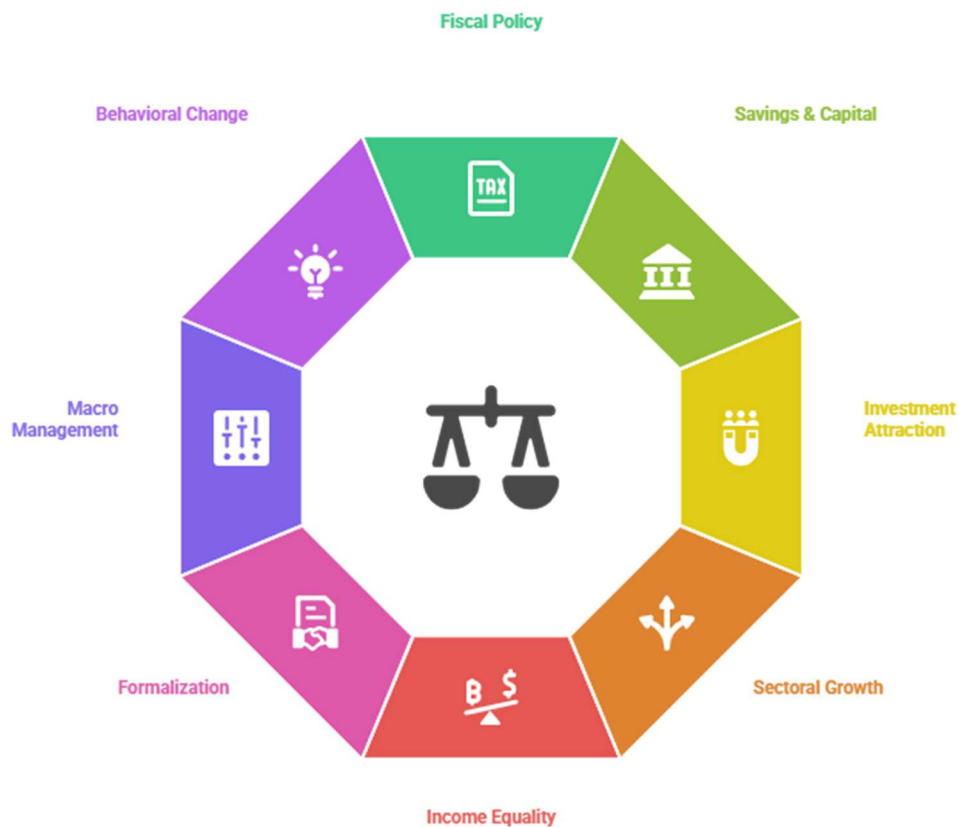 Fiscal Policy
Behavioral Change
Savings & Capital
TAX
Macro
Management
Investment
Attraction
Formalization
Sectoral Growth
Income Equality